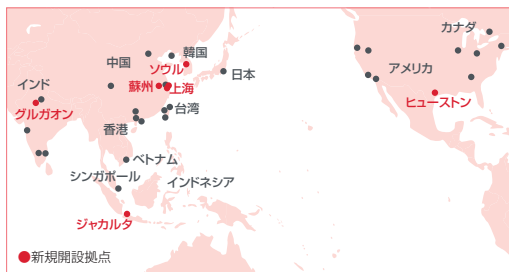 カナダ
韓国
中国
ソウル
日本
アメリカ
インド
蘇州
上海
ヒューストン
グルガオン
台湾
香港
ベトナム
シンガポール
インドネシア
ジャカルタ
●新規開設拠点